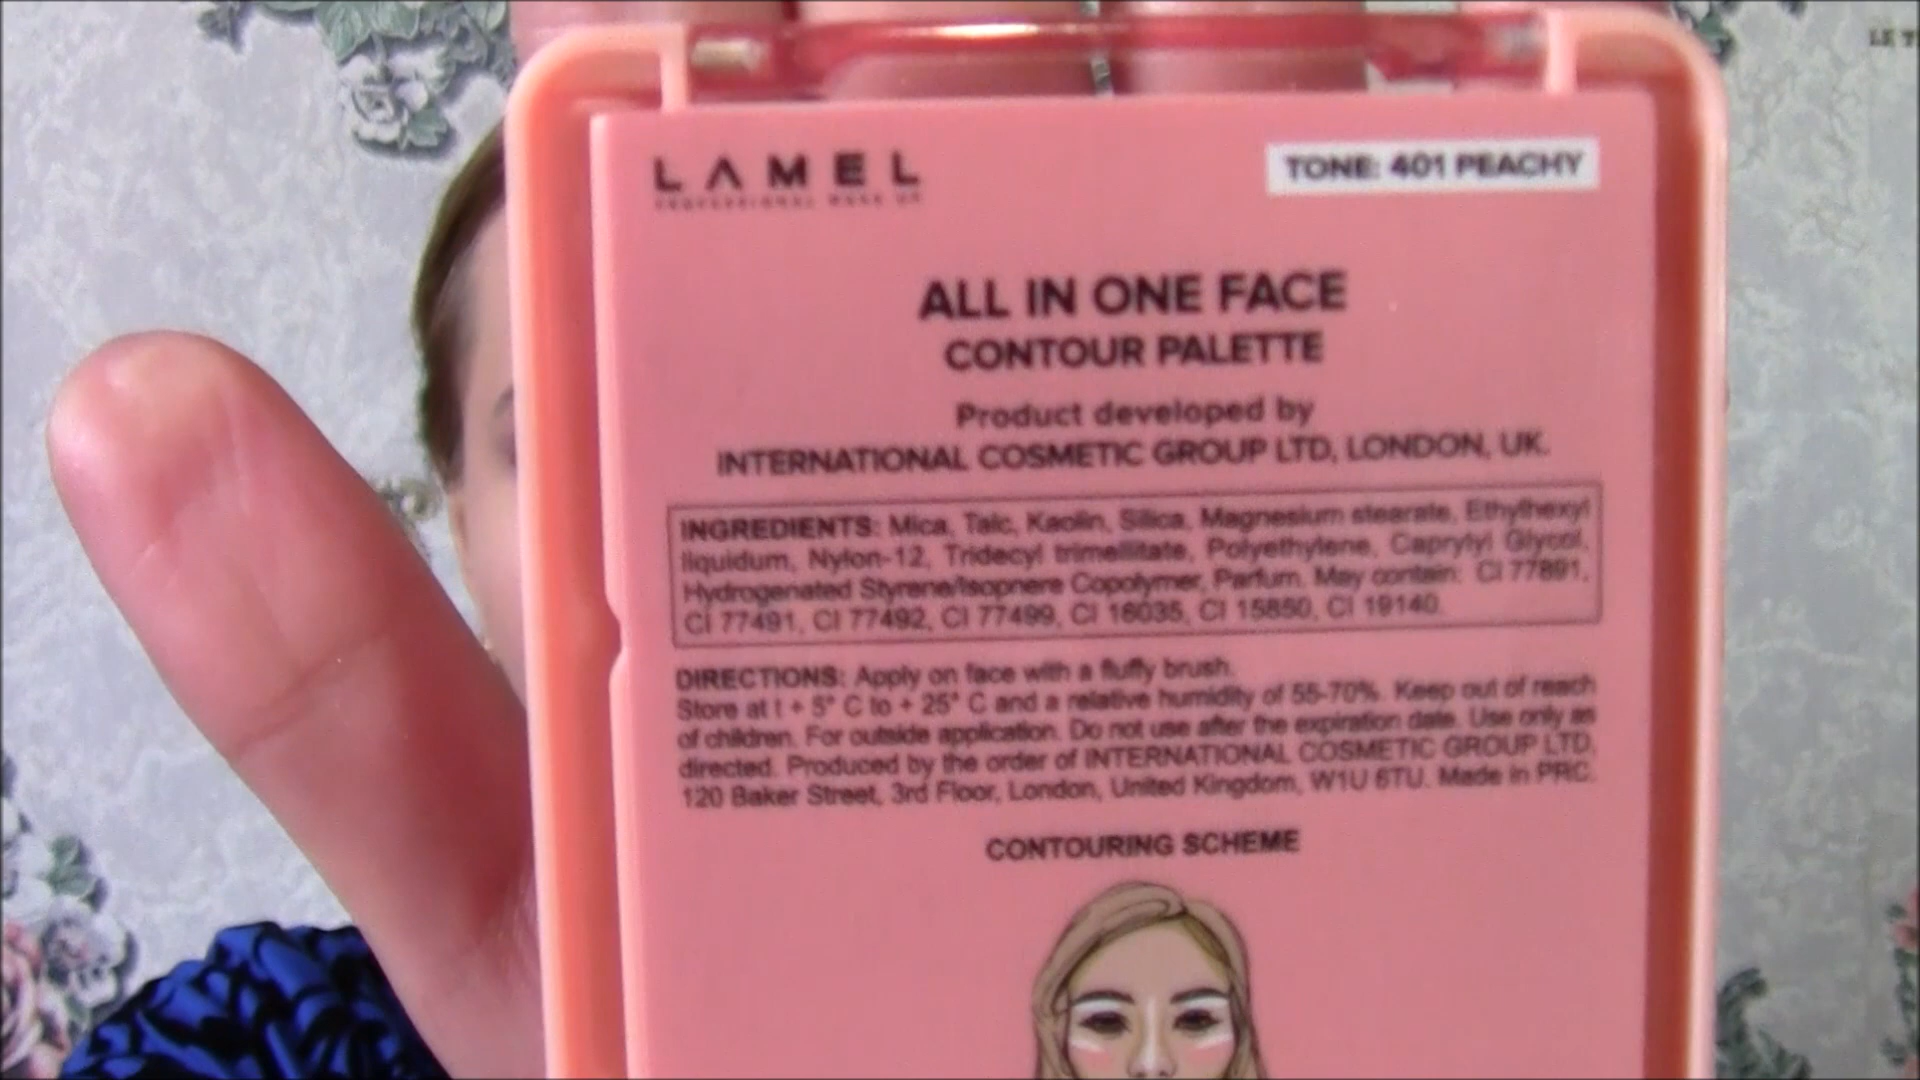 LE T
LAMEL
PROFESSIONAL MAKE UP
TONE: 401 PEACHY
ALL IN ONE FACE
CONTOUR PALETTE
Product developed by
INTERNATIONAL COSMETIC GROUP LTD, LONDON, UK.
INGREDIENTS: Mica, Talc, Kaolin, Silica, Magnesium stearate, Ethylhexyl
liquidum, Nylon-12, Tridecyl trimellitate, Polyethylene, Caprylyl Glycol,
Hydrogenated Styrene/Isopnere Copolymer, Parfum. May contain: CI 77891,
CI 77491, CI 77492, CI 77499, CI 16035, CI 15850, CI 19140.
DIRECTIONS: Apply on face with a fluffy brush.
Store at t + 5° C to + 25° C and a relative humidity of 55-70%. Keep out of reach
of children. For outside application. Do not use after the expiration date. Use only as
directed. Produced by the order of INTERNATIONAL COSMETIC GROUP LTD,
120 Baker Street, 3rd Floor, London, United Kingdom, W1U 6TU. Made in PRC.
CONTOURING SCHEME